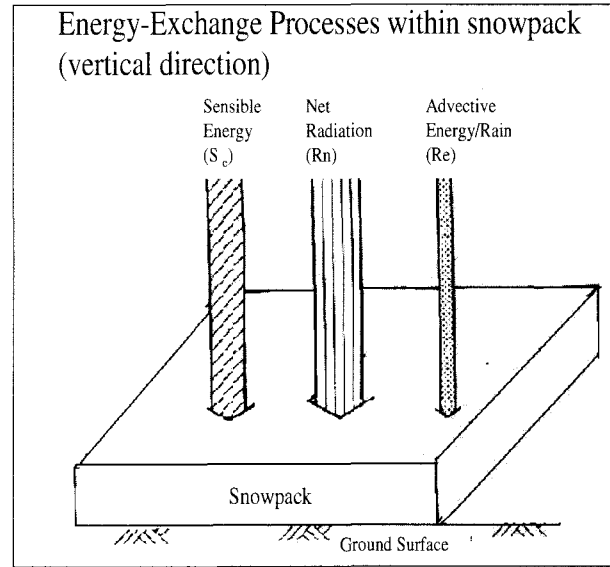 Energy-Exchange Processes within snowpack
(vertical direction)
Sensible
Energy
(S_c)
Net
Radiation
(Rn)
Advective
Energy/Rain
(Re)
Snowpack
Ground Surface